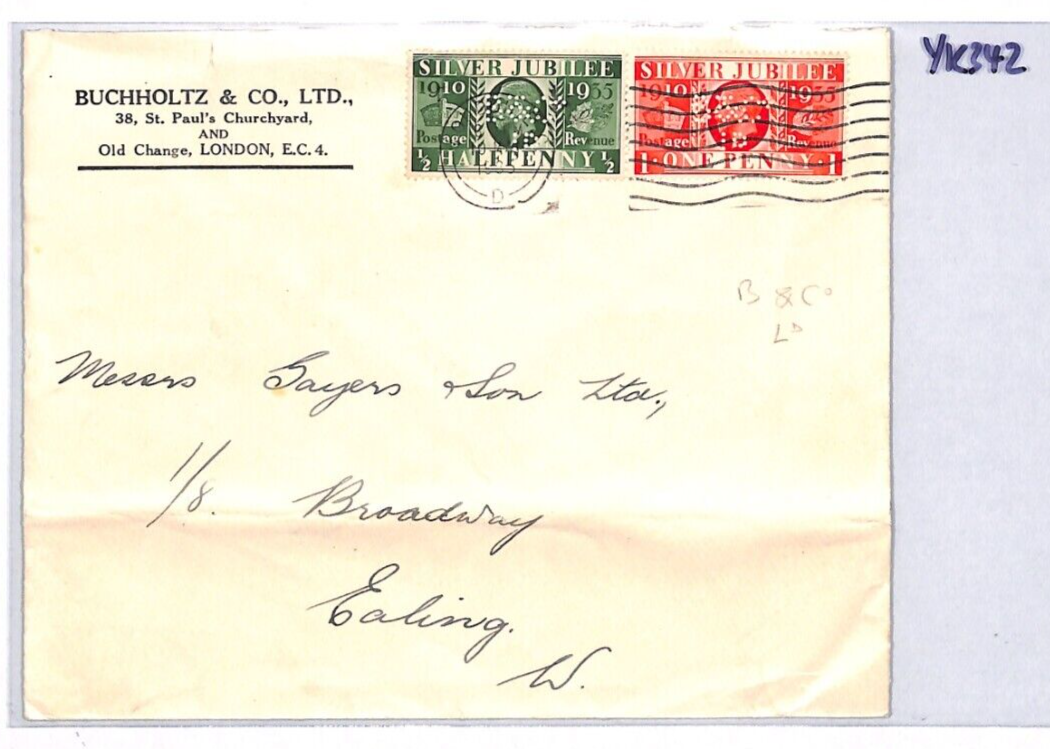 YK342
BUCHHOLTZ & CO., LTD.,
38, St. Paul's Churchyard,
AND
Old Change, LONDON, E.C. 4.
SILVER JUBILEE
1910 1935
Postage Revenue
½ HALFPENNY ½
D
SILVER JUBILEE
1910 1935
Postage Revenue
1 · ONE PENNY · 1
B & Co
LD
Messrs Sayers & Son Ltd.,
1/8. Broadway
Ealing.
W.